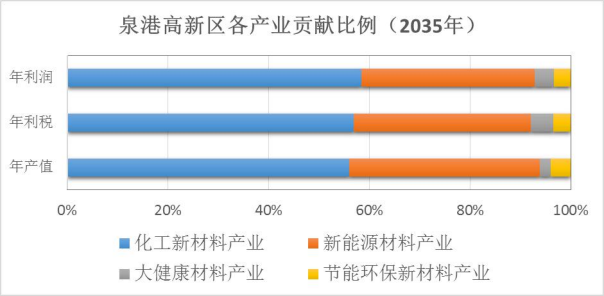 泉港高新区各产业贡献比例（2035年）
年利润
年利税
年产值
0% 20% 40% 60% 80% 100%
化工新材料产业 新能源材料产业
大健康材料产业 节能环保新材料产业